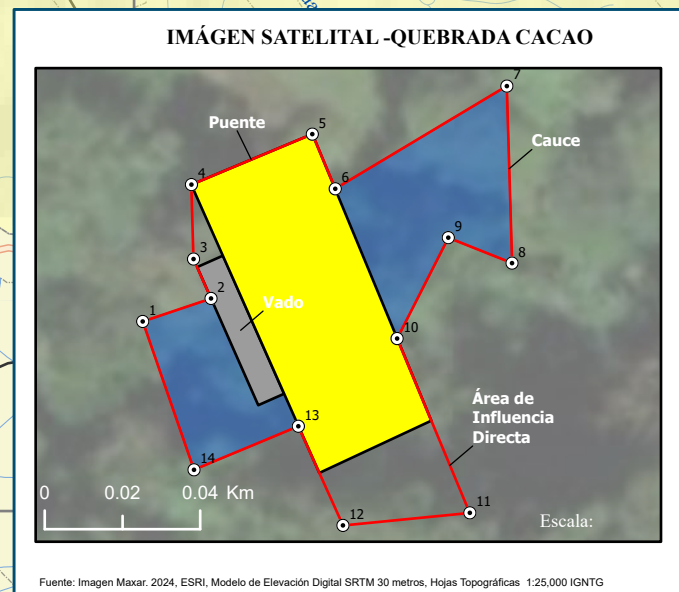 IMÁGEN SATELITAL -QUEBRADA CACAO
7
5
Puente
Cauce
4
6
9
3
8
2
1
Vado
10
Área de
Influencia
Directa
13
14
0 0.02 0.04 Km
11
12
Escala:
Fuente: Imagen Maxar. 2024, ESRI, Modelo de Elevación Digital SRTM 30 metros, Hojas Topográficas 1:25,000 IGNTG